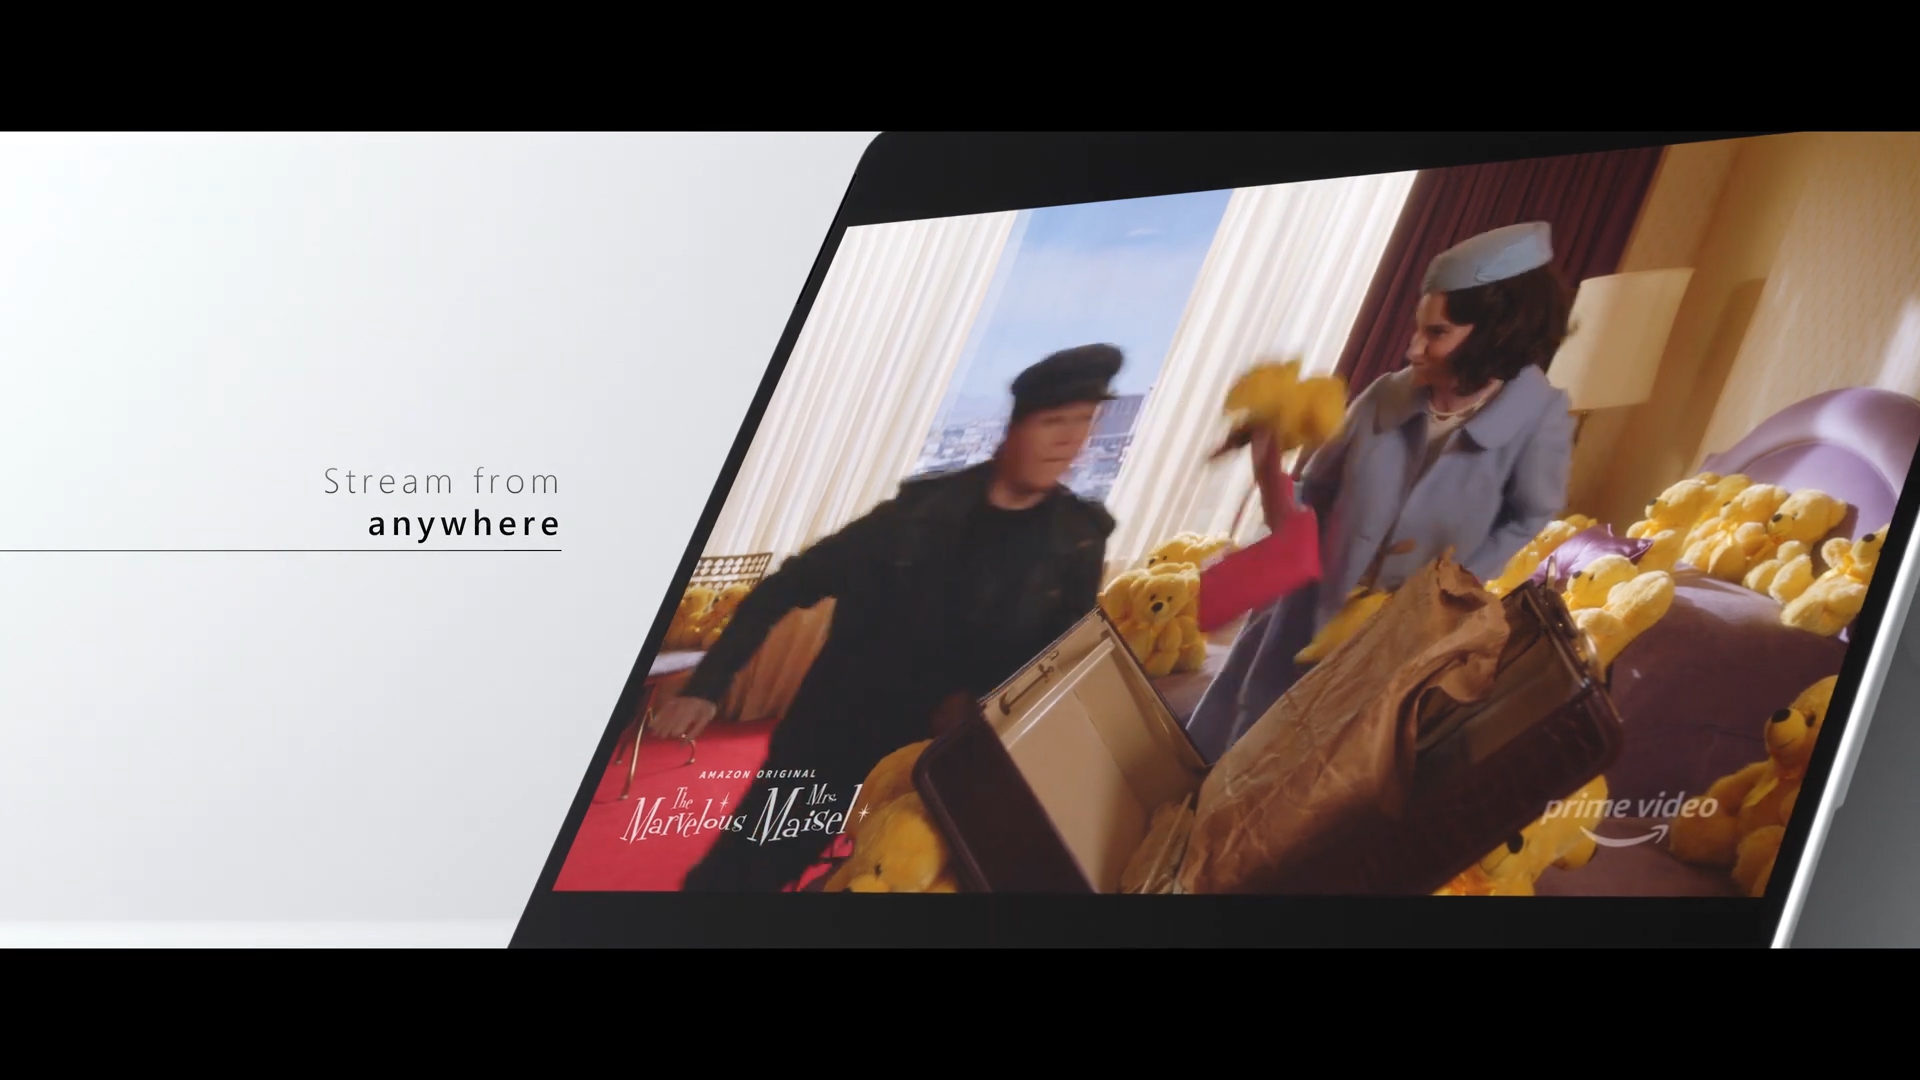 Stream from
anywhere
AMAZON ORIGINAL
The Marvelous Mrs. Maisel
prime video